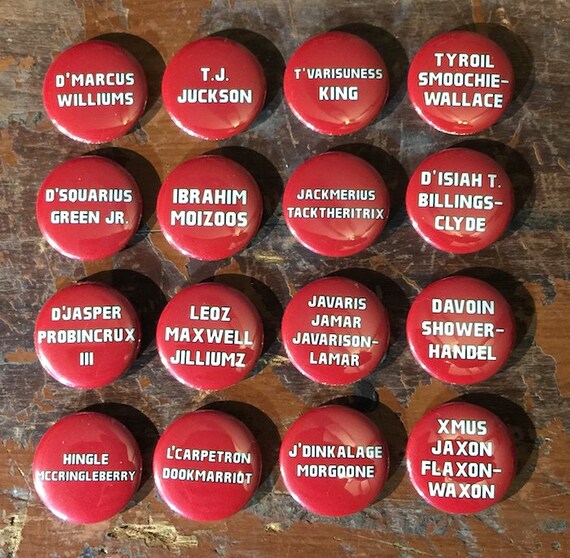 D'MARCUS
WILLIUMS
T.J.
JUCKSON
T'VARISUNESS
KING
TYROIL
SMOOCHIE-
WALLACE
D'SQUARIUS
GREEN JR.
IBRAHIM
MOIZOOS
JACKMERIUS
TACKTHERITRIX
D'ISIAH T.
BILLINGS-
CLYDE
D'JASPER
PROBINCRUX
III
LEOZ
MAXWELL
JILLIUMZ
JAVARIS
JAMAR
JAVARISON-
LAMAR
DAVOIN
SHOWER-
HANDEL
HINGLE
MCCRINGLEBERRY
L'CARPETRON
DOOKMARRIOT
J'DINKALAGE
MORGOONE
XMUS
JAXON
FLAXON-
WAXON